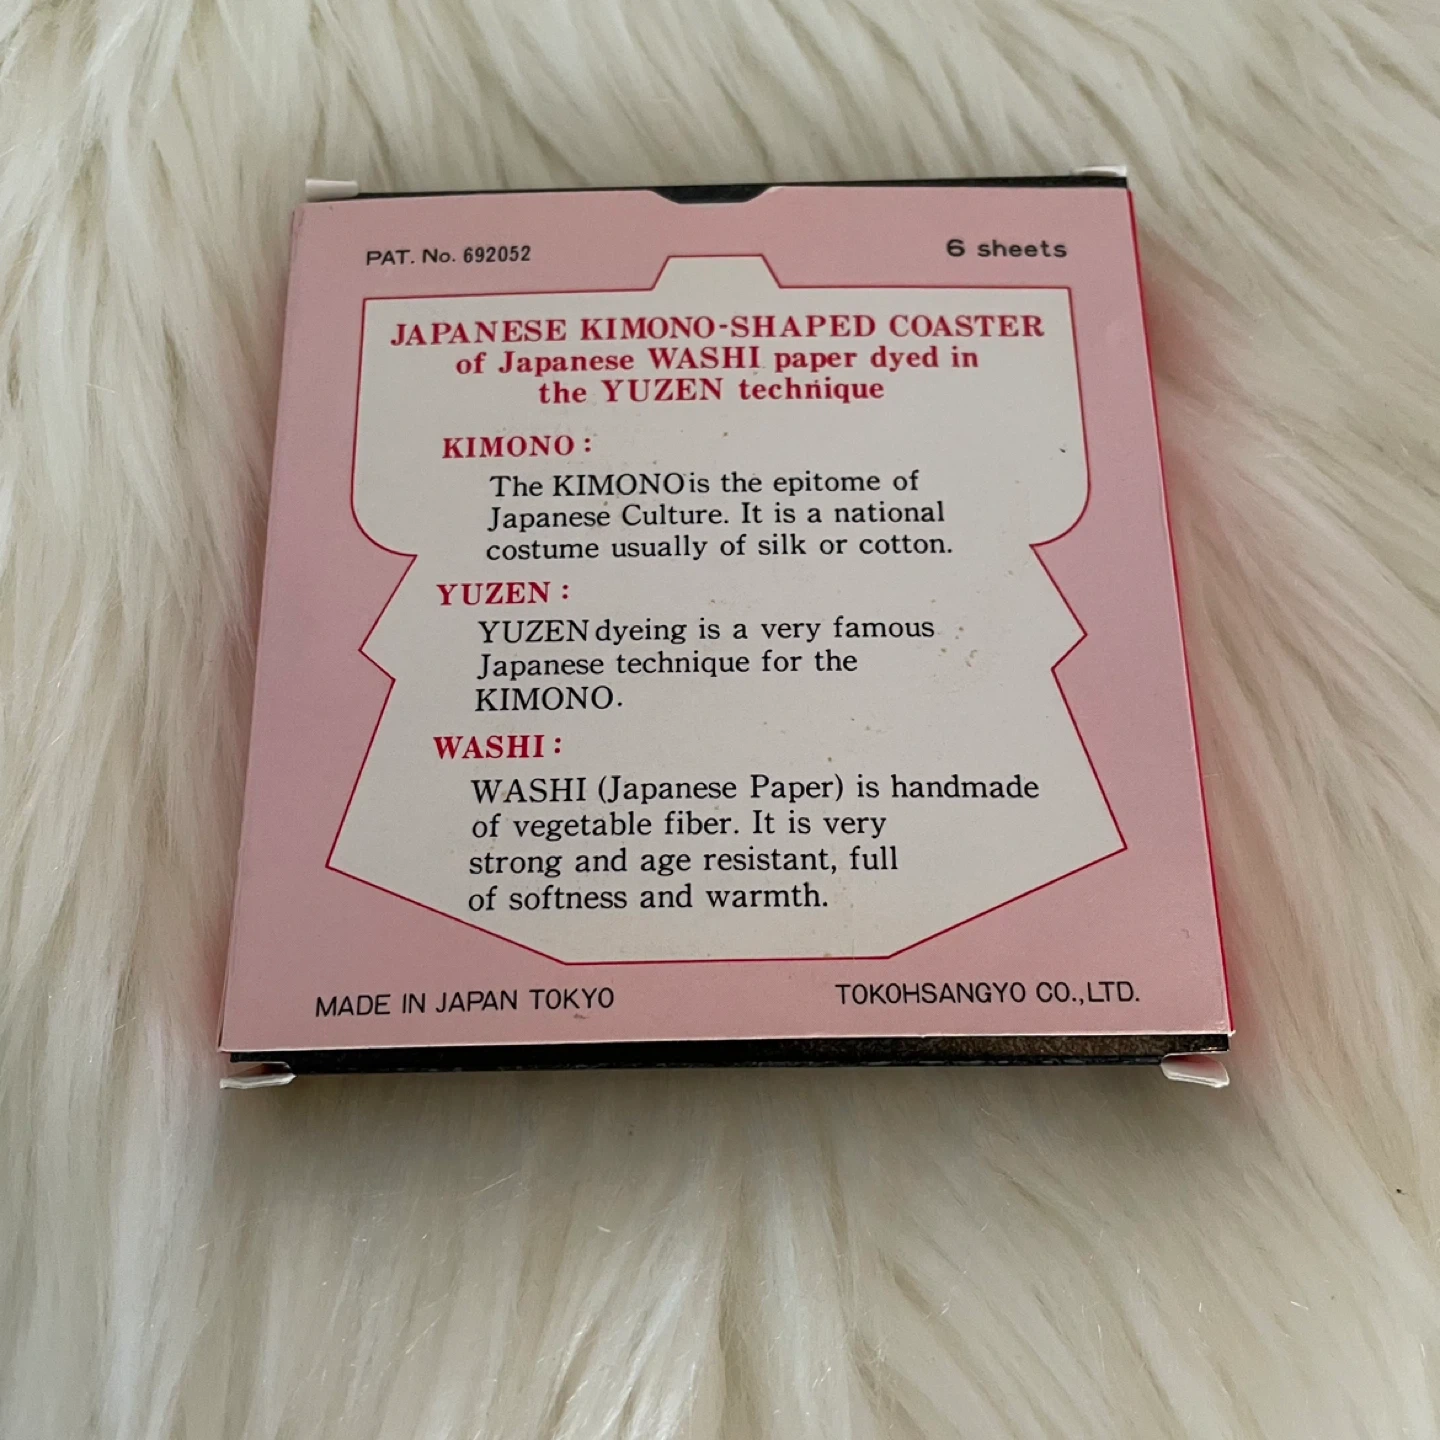 PAT. No. 692052
6 sheets
JAPANESE KIMONO-SHAPED COASTER
of Japanese WASHI paper dyed in
the YUZEN technique
KIMONO:
The KIMONO is the epitome of
Japanese Culture. It is a national
costume usually of silk or cotton.
YUZEN:
YUZEN dyeing is a very famous
Japanese technique for the
KIMONO.
WASHI:
WASHI (Japanese Paper) is handmade
of vegetable fiber. It is very
strong and age resistant, full
of softness and warmth.
MADE IN JAPAN TOKYO
TOKOHSANGYO CO.,LTD.